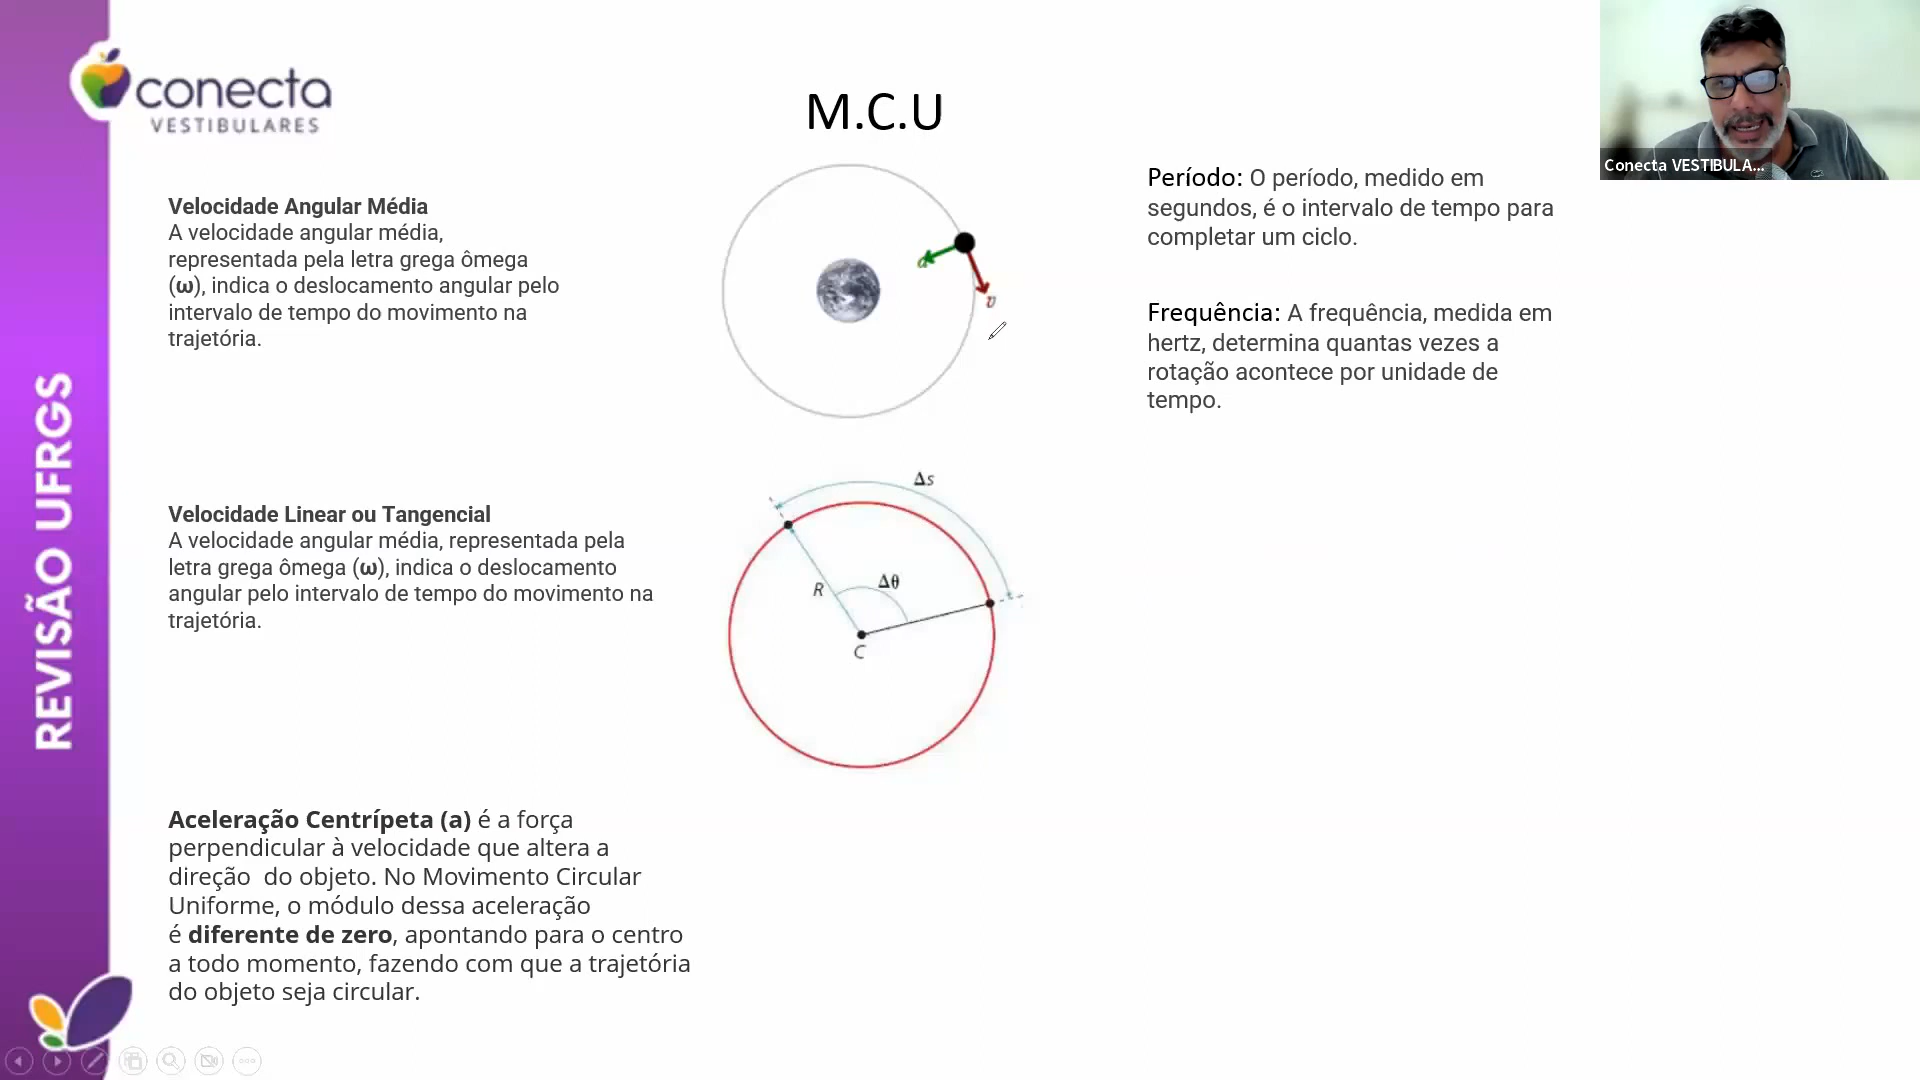 conecta
VESTIBULARES
REVISÃO UFRGS
M.C.U
Velocidade Angular Média
A velocidade angular média,
representada pela letra grega ômega
(ω), indica o deslocamento angular pelo
intervalo de tempo do movimento na
trajetória.
a
v
Período: O período, medido em
segundos, é o intervalo de tempo para
completar um ciclo.
Frequência: A frequência, medida em
hertz, determina quantas vezes a
rotação acontece por unidade de
tempo.
Conecta VESTIBULA...
Velocidade Linear ou Tangencial
A velocidade angular média, representada pela
letra grega ômega (ω), indica o deslocamento
angular pelo intervalo de tempo do movimento na
trajetória.
Δs
Δθ
R
C
Aceleração Centrípeta (a) é a força
perpendicular à velocidade que altera a
direção  do objeto. No Movimento Circular
Uniforme, o módulo dessa aceleração
é diferente de zero, apontando para o centro
a todo momento, fazendo com que a trajetória
do objeto seja circular.